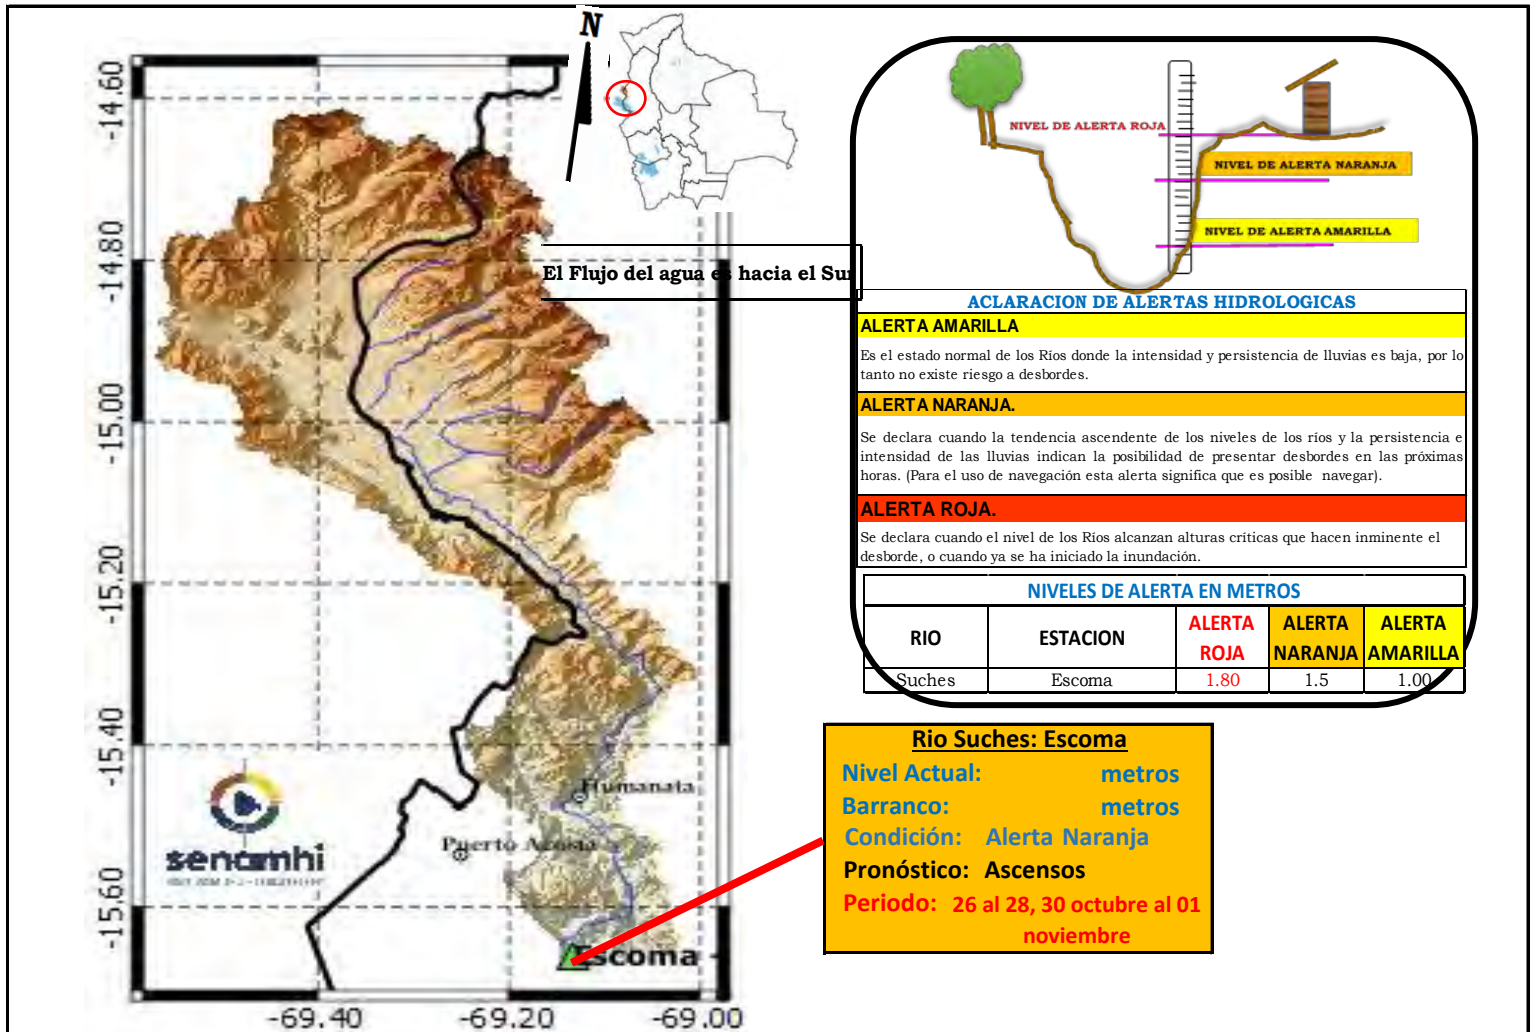 N
-14.60
-14.80
-15.00
-15.20
-15.40
-15.60
-69.40
-69.20
-69.00
El Flujo del agua es hacia el Sur
Humanata
Puerto Acosta
Escoma
senamhi
NIVEL DE ALERTA ROJA
NIVEL DE ALERTA NARANJA
NIVEL DE ALERTA AMARILLA
ACLARACION DE ALERTAS HIDROLOGICAS
ALERTA AMARILLA
Es el estado normal de los Ríos donde la intensidad y persistencia de lluvias es baja, por lo
tanto no existe riesgo a desbordes.
ALERTA NARANJA.
Se declara cuando la tendencia ascendente de los niveles de los ríos y la persistencia e
intensidad de las lluvias indican la posibilidad de presentar desbordes en las próximas
horas. (Para el uso de navegación esta alerta significa que es posible navegar).
ALERTA ROJA.
Se declara cuando el nivel de los Ríos alcanzan alturas críticas que hacen inminente el
desborde, o cuando ya se ha iniciado la inundación.
NIVELES DE ALERTA EN METROS
RIO ESTACION ALERTA ROJA ALERTA NARANJA ALERTA AMARILLA
Suches Escoma 1.80 1.5 1.00
Rio Suches: Escoma
Nivel Actual: metros
Barranco: metros
Condición: Alerta Naranja
Pronóstico: Ascensos
Periodo: 26 al 28, 30 octubre al 01
noviembre